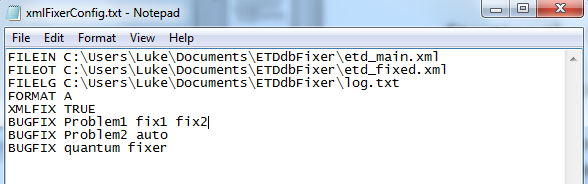 xmlFixerConfig.txt - Notepad
File Edit Format View Help
FILEIN C:\Users\Luke\Documents\ETDdbFixer\etd_main.xml
FILEOT C:\Users\Luke\Documents\ETDdbFixer\etd_fixed.xml
FILELG C:\Users\Luke\Documents\ETDdbFixer\log.txt
FORMAT A
XMLFIX TRUE
BUGFIX Problem1 fix1 fix2
BUGFIX Problem2 auto
BUGFIX quantum fixer